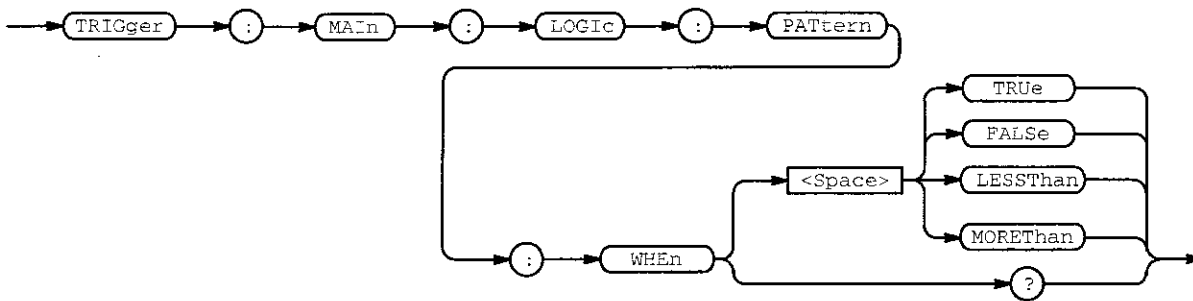 TRIGger : MAIn : LOGIc : PATtern
TRUe
FALSe
<Space>
LESSThan
MOREThan
: WHEn
?